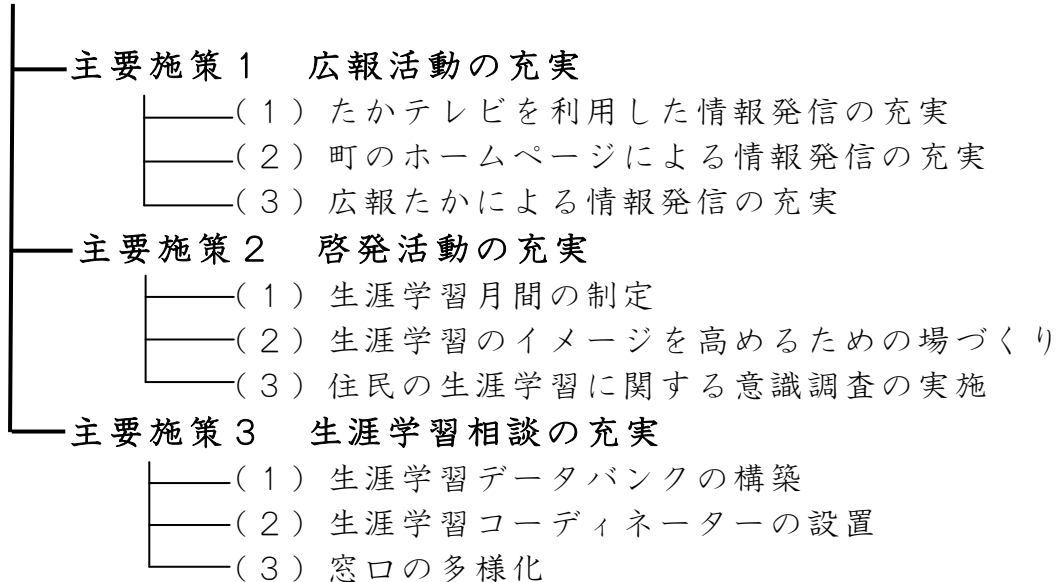 主要施策１　広報活動の充実
（１）たかテレビを利用した情報発信の充実
（２）町のホームページによる情報発信の充実
（３）広報たかによる情報発信の充実
主要施策２　啓発活動の充実
（１）生涯学習月間の制定
（２）生涯学習のイメージを高めるための場づくり
（３）住民の生涯学習に関する意識調査の実施
主要施策３　生涯学習相談の充実
（１）生涯学習データバンクの構築
（２）生涯学習コーディネーターの設置
（３）窓口の多様化